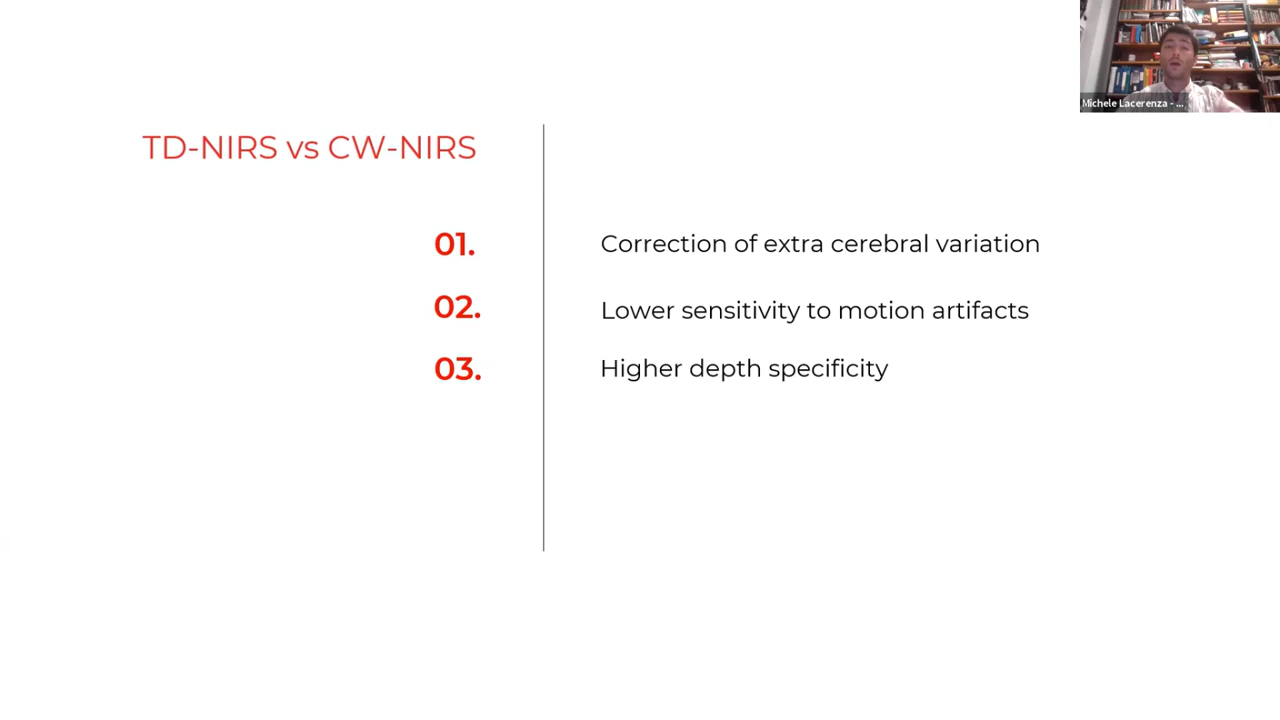 Michele Lacerenza - ...
TD-NIRS vs CW-NIRS
01. Correction of extra cerebral variation
02. Lower sensitivity to motion artifacts
03. Higher depth specificity